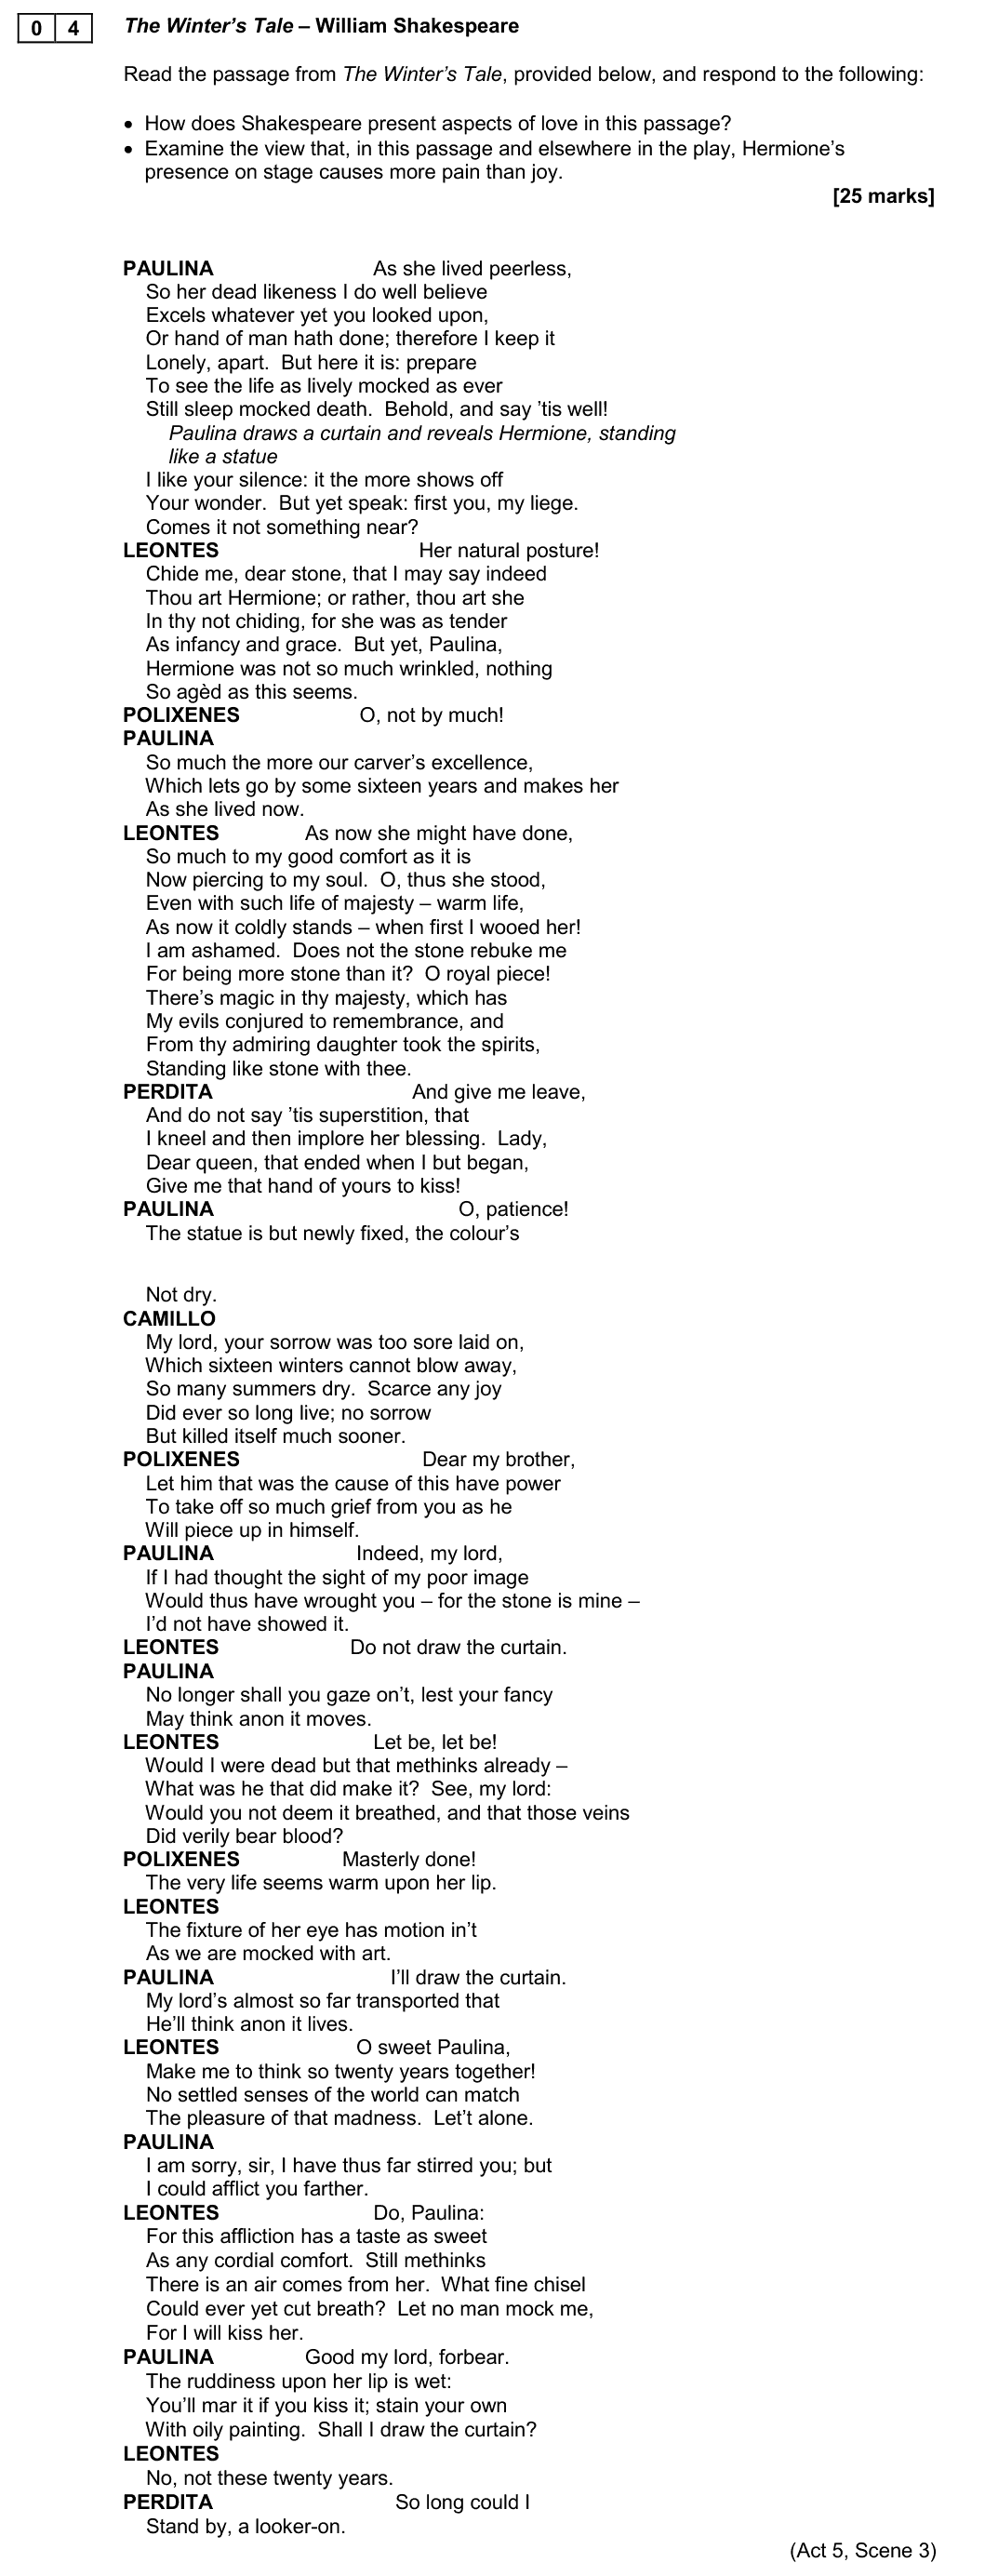 0 4 The Winter’s Tale – William Shakespeare
Read the passage from The Winter’s Tale, provided below, and respond to the following:
• How does Shakespeare present aspects of love in this passage?
• Examine the view that, in this passage and elsewhere in the play, Hermione’s
presence on stage causes more pain than joy.
[25 marks]
PAULINA As she lived peerless,
So her dead likeness I do well believe
Excels whatever yet you looked upon,
Or hand of man hath done; therefore I keep it
Lonely, apart. But here it is: prepare
To see the life as lively mocked as ever
Still sleep mocked death. Behold, and say ’tis well!
Paulina draws a curtain and reveals Hermione, standing
like a statue
I like your silence: it the more shows off
Your wonder. But yet speak: first you, my liege.
Comes it not something near?
LEONTES Her natural posture!
Chide me, dear stone, that I may say indeed
Thou art Hermione; or rather, thou art she
In thy not chiding, for she was as tender
As infancy and grace. But yet, Paulina,
Hermione was not so much wrinkled, nothing
So agèd as this seems.
POLIXENES O, not by much!
PAULINA
So much the more our carver’s excellence,
Which lets go by some sixteen years and makes her
As she lived now.
LEONTES As now she might have done,
So much to my good comfort as it is
Now piercing to my soul. O, thus she stood,
Even with such life of majesty – warm life,
As now it coldly stands – when first I wooed her!
I am ashamed. Does not the stone rebuke me
For being more stone than it? O royal piece!
There’s magic in thy majesty, which has
My evils conjured to remembrance, and
From thy admiring daughter took the spirits,
Standing like stone with thee.
PERDITA And give me leave,
And do not say ’tis superstition, that
I kneel and then implore her blessing. Lady,
Dear queen, that ended when I but began,
Give me that hand of yours to kiss!
PAULINA O, patience!
The statue is but newly fixed, the colour’s
Not dry.
CAMILLO
My lord, your sorrow was too sore laid on,
Which sixteen winters cannot blow away,
So many summers dry. Scarce any joy
Did ever so long live; no sorrow
But killed itself much sooner.
POLIXENES Dear my brother,
Let him that was the cause of this have power
To take off so much grief from you as he
Will piece up in himself.
PAULINA Indeed, my lord,
If I had thought the sight of my poor image
Would thus have wrought you – for the stone is mine –
I’d not have showed it.
LEONTES Do not draw the curtain.
PAULINA
No longer shall you gaze on’t, lest your fancy
May think anon it moves.
LEONTES Let be, let be!
Would I were dead but that methinks already –
What was he that did make it? See, my lord:
Would you not deem it breathed, and that those veins
Did verily bear blood?
POLIXENES Masterly done!
The very life seems warm upon her lip.
LEONTES
The fixture of her eye has motion in’t
As we are mocked with art.
PAULINA I’ll draw the curtain.
My lord’s almost so far transported that
He’ll think anon it lives.
LEONTES O sweet Paulina,
Make me to think so twenty years together!
No settled senses of the world can match
The pleasure of that madness. Let’t alone.
PAULINA
I am sorry, sir, I have thus far stirred you; but
I could afflict you farther.
LEONTES Do, Paulina:
For this affliction has a taste as sweet
As any cordial comfort. Still methinks
There is an air comes from her. What fine chisel
Could ever yet cut breath? Let no man mock me,
For I will kiss her.
PAULINA Good my lord, forbear.
The ruddiness upon her lip is wet:
You’ll mar it if you kiss it; stain your own
With oily painting. Shall I draw the curtain?
LEONTES
No, not these twenty years.
PERDITA So long could I
Stand by, a looker-on.
(Act 5, Scene 3)